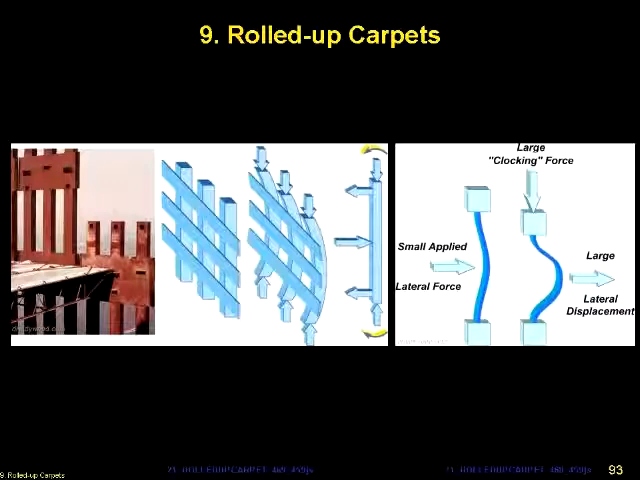 9. Rolled-up Carpets
Large
"Clocking" Force
Small Applied
Lateral Force
Large
Lateral
Displacement
9. Rolled-up Carpets
93